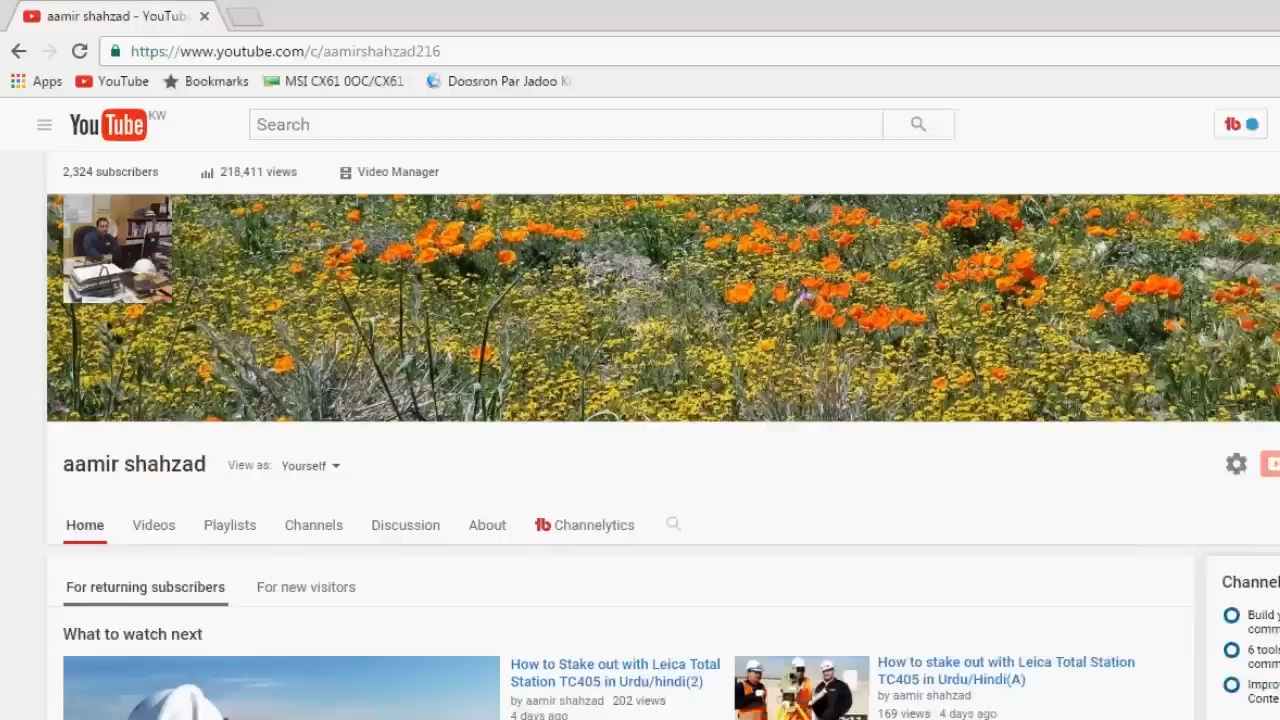 aamir shahzad - YouTub
https://www.youtube.com/c/aamirshahzad216
Apps YouTube Bookmarks MSI CX61 0OC/CX61 Doosron Par Jadoo K
YouTube KW Search tb
2,324 subscribers 218,411 views Video Manager
aamir shahzad View as: Yourself
Home Videos Playlists Channels Discussion About tb Channelytics
For returning subscribers For new visitors
What to watch next
How to Stake out with Leica Total
Station TC405 in Urdu/hindi(2)
by aamir shahzad 202 views
4 days ago
How to stake out with Leica Total Station
TC405 in Urdu/Hindi(A)
by aamir shahzad
169 views 4 days ago
Channel
Build y
comm
6 tools
comm
Improv
Conte